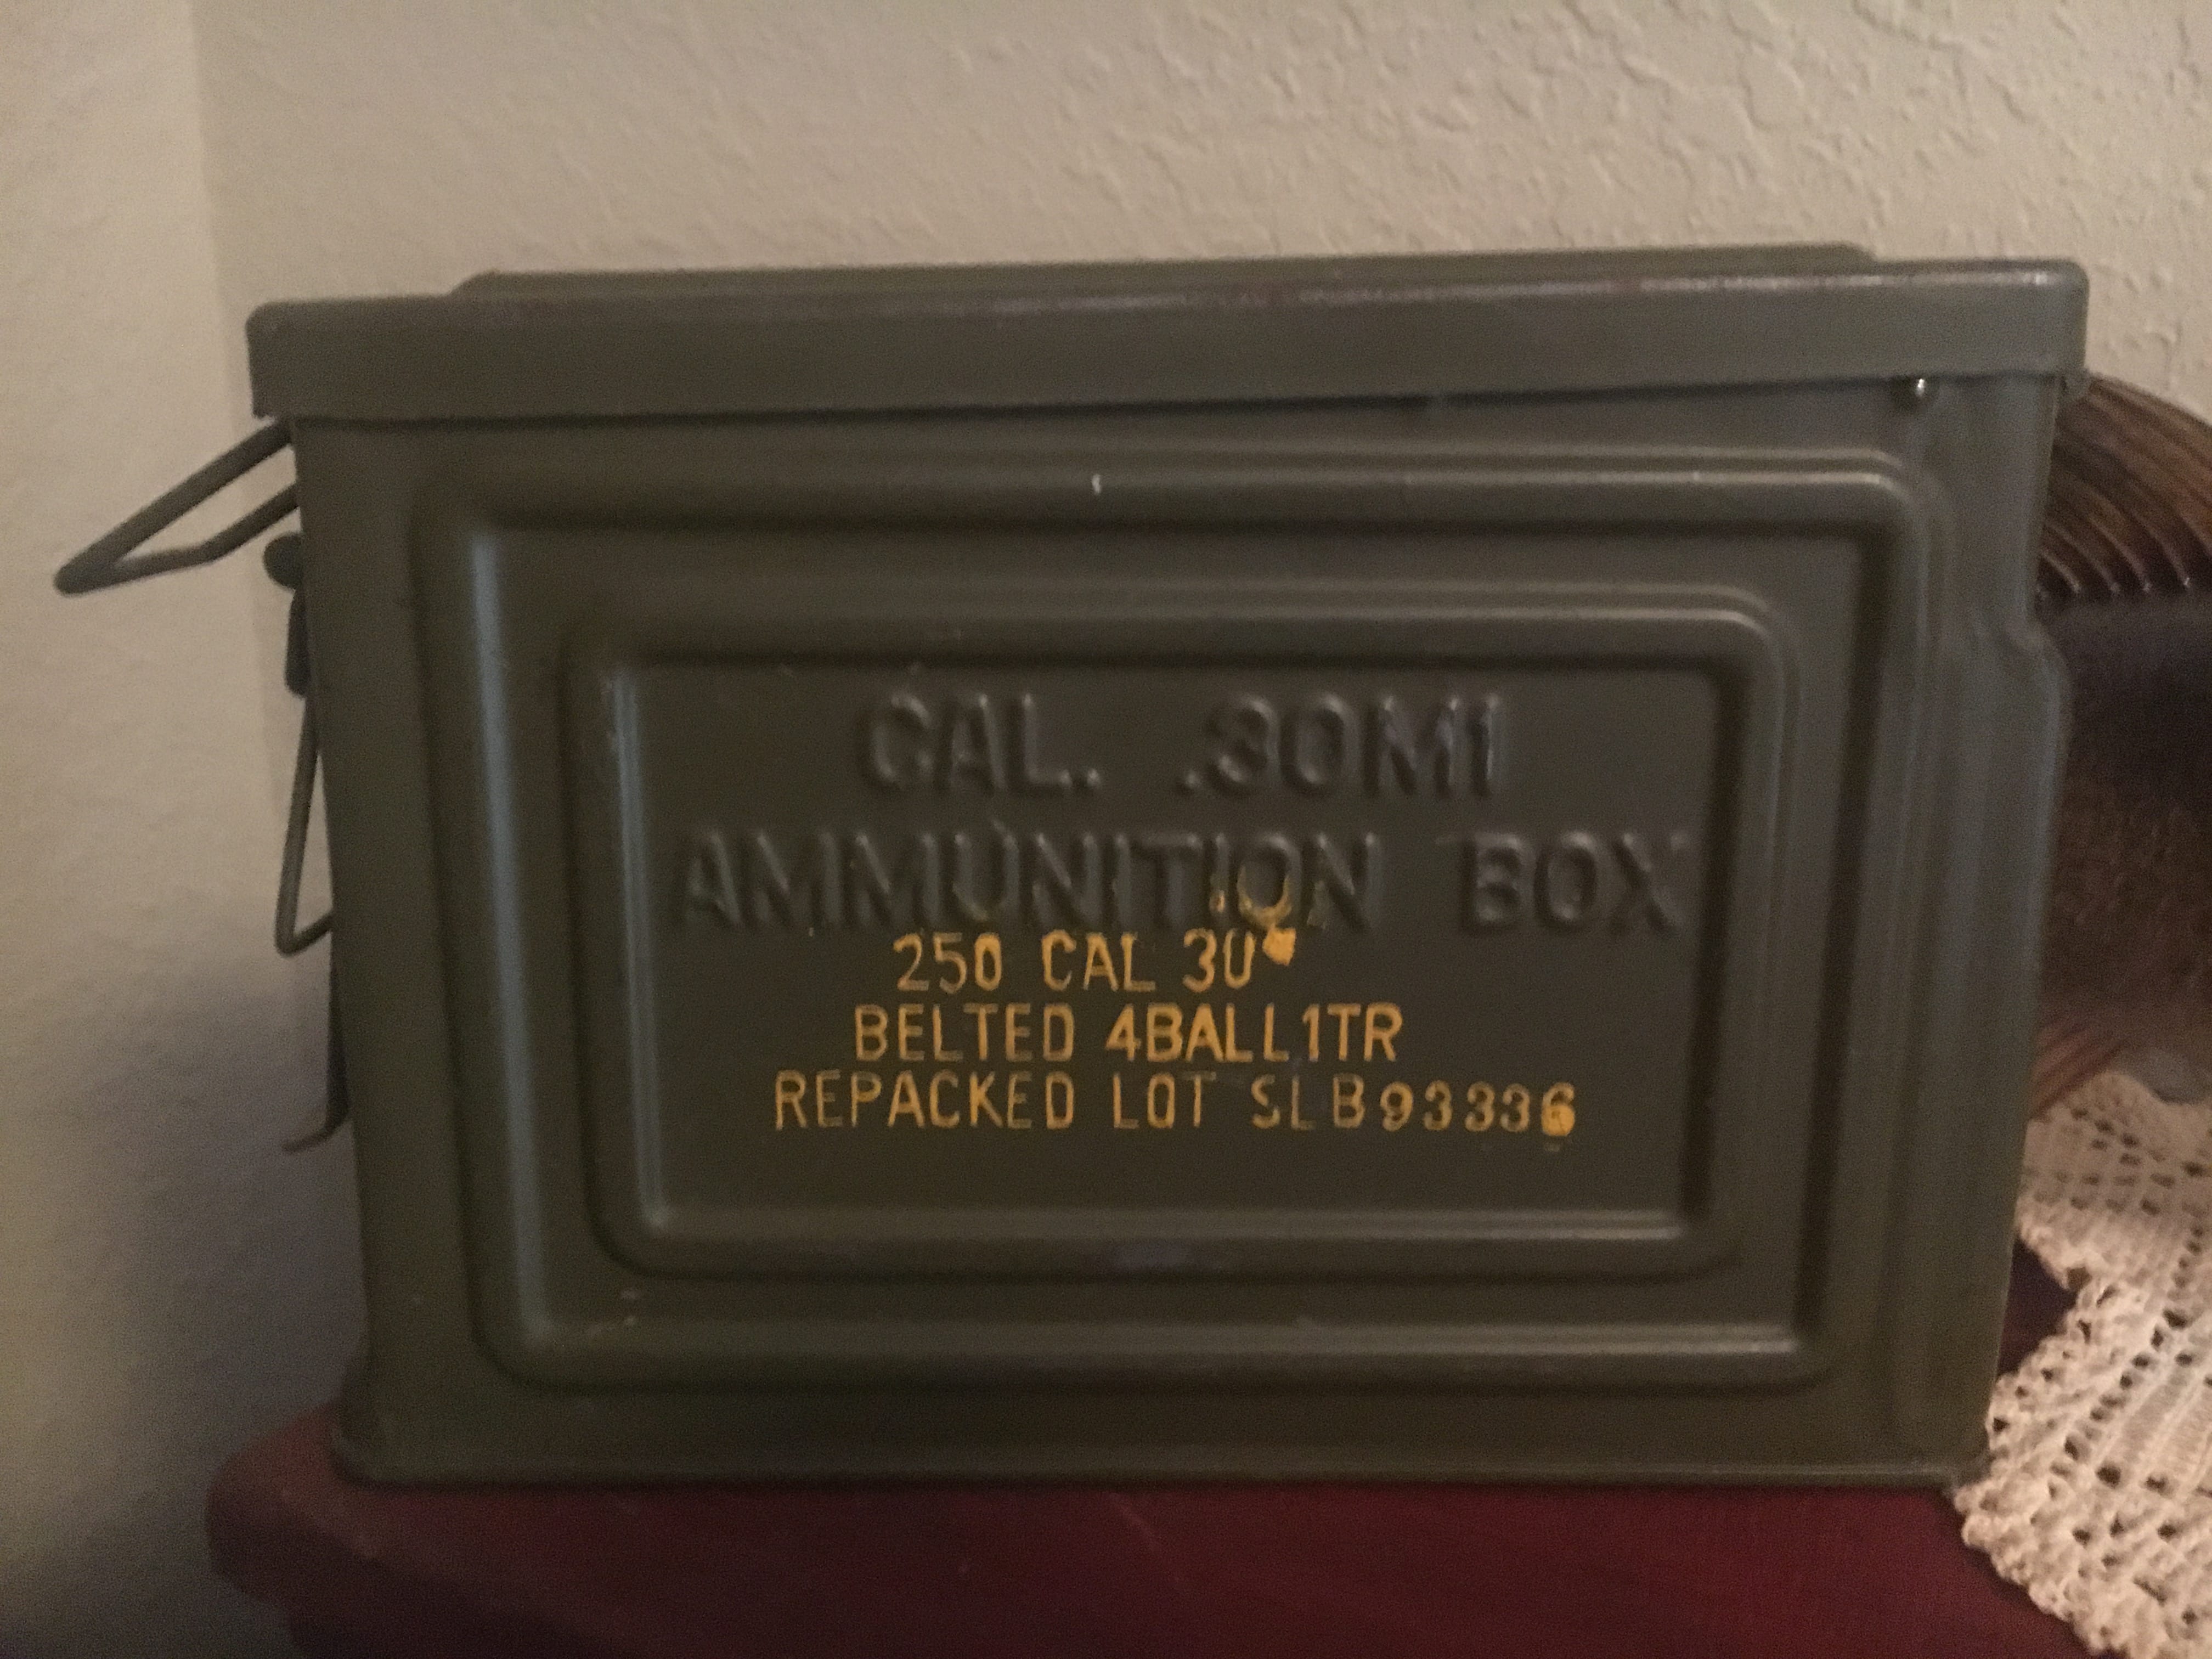 CAL. .30M1
AMMUNITION BOX
250 CAL 30
BELTED 4BALL1TR
REPACKED LOT SLB93336